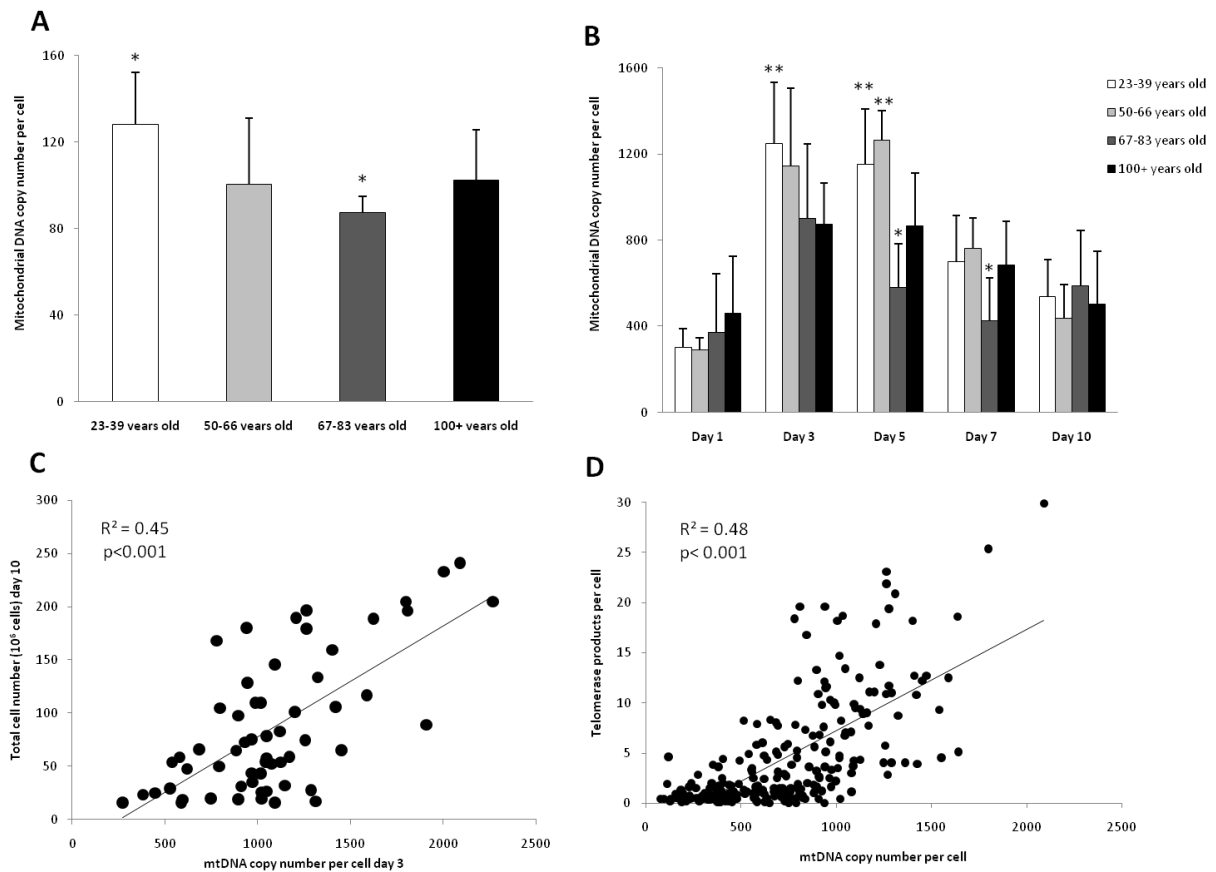 A
Mitochondrial DNA copy number per cell
160
120
80
40
0
*
*
23-39 years old
50-66 years old
67-83 years old
100+ years old
B
Mitochondrial DNA copy number per cell
1600
1200
800
400
0
**
**
**
*
*
23-39 years old
50-66 years old
67-83 years old
100+ years old
Day 1
Day 3
Day 5
Day 7
Day 10
C
Total cell number (10⁶ cells) day 10
300
250
200
150
100
50
0
R² = 0.45
p<0.001
0
500
1000
1500
2000
2500
mtDNA copy number per cell day 3
D
Telomerase products per cell
30
25
20
15
10
5
0
R² = 0.48
p< 0.001
0
500
1000
1500
2000
2500
mtDNA copy number per cell